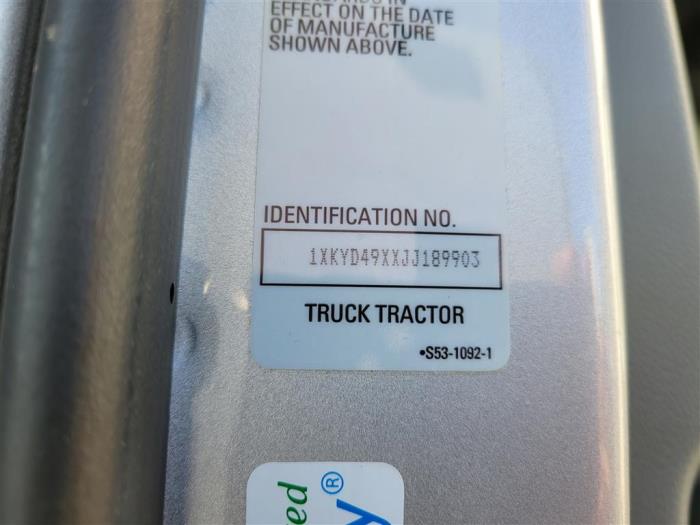 EFFECT ON THE DATE
OF MANUFACTURE
SHOWN ABOVE.
IDENTIFICATION NO.
1XKYD49XXJJ189903
TRUCK TRACTOR
•S53-1092-1